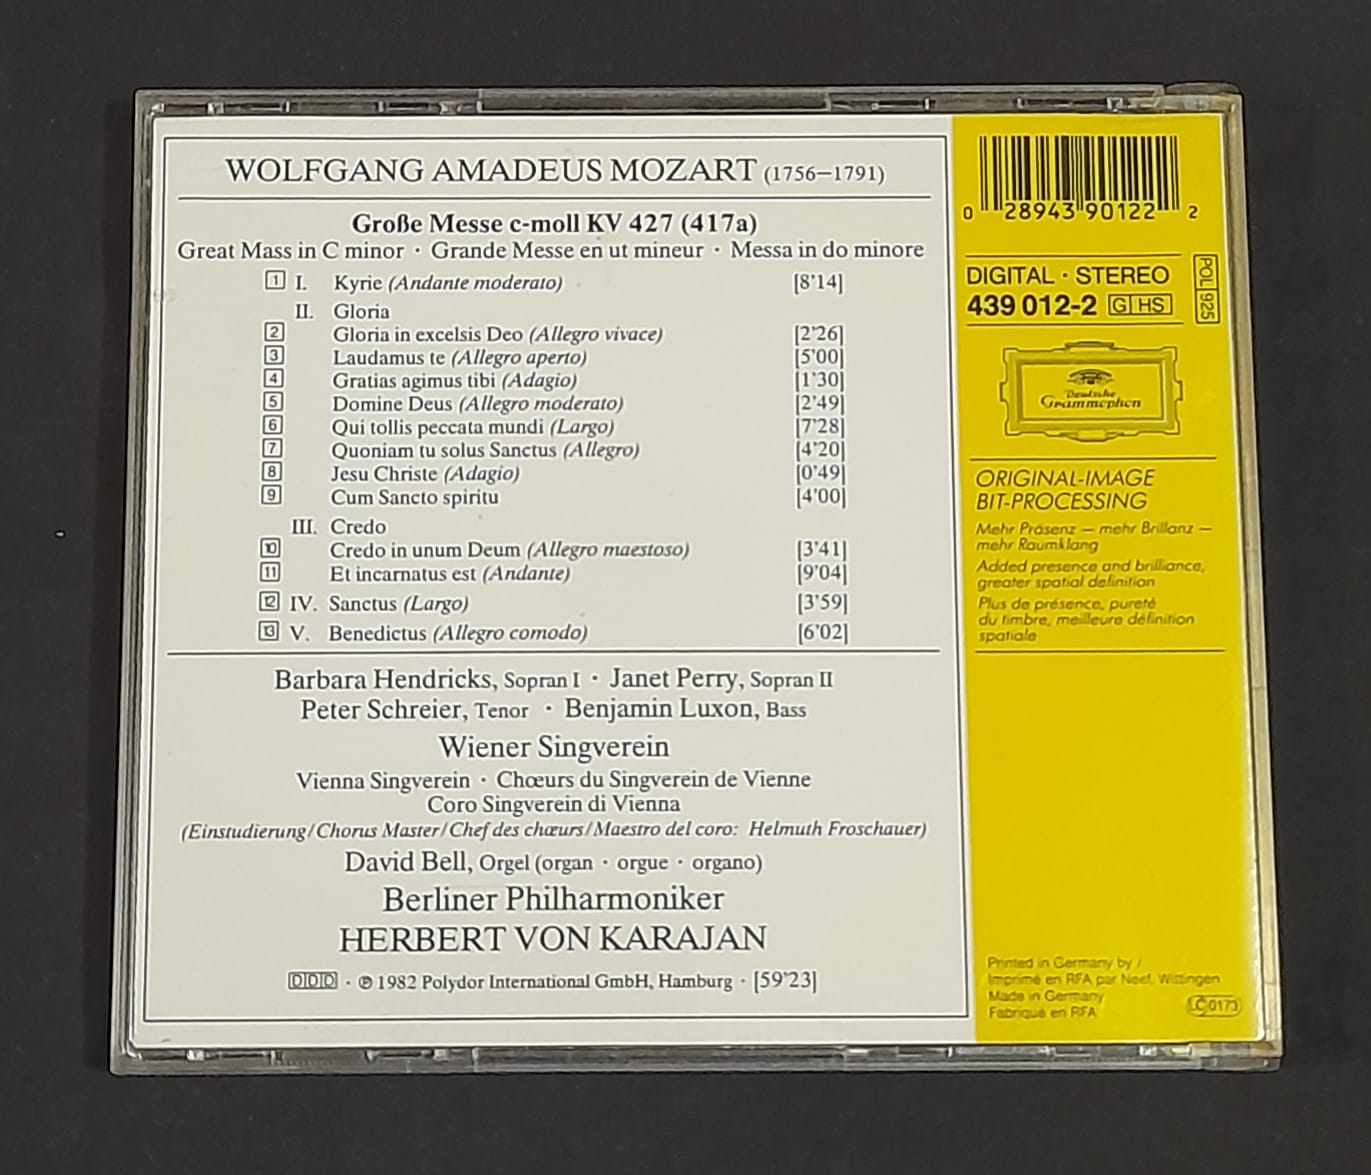 WOLFGANG AMADEUS MOZART (1756–1791)
Große Messe c-moll KV 427 (417a)
Great Mass in C minor · Grande Messe en ut mineur · Messa in do minore
1 I. Kyrie (Andante moderato) [8'14]
II. Gloria
2 Gloria in excelsis Deo (Allegro vivace) [2'26]
3 Laudamus te (Allegro aperto) [5'00]
4 Gratias agimus tibi (Adagio) [1'30]
5 Domine Deus (Allegro moderato) [2'49]
6 Qui tollis peccata mundi (Largo) [7'28]
7 Quoniam tu solus Sanctus (Allegro) [4'20]
8 Jesu Christe (Adagio) [0'49]
9 Cum Sancto spiritu [4'00]
III. Credo
10 Credo in unum Deum (Allegro maestoso) [3'41]
11 Et incarnatus est (Andante) [9'04]
12 IV. Sanctus (Largo) [3'59]
13 V. Benedictus (Allegro comodo) [6'02]
Barbara Hendricks, Sopran I · Janet Perry, Sopran II
Peter Schreier, Tenor · Benjamin Luxon, Bass
Wiener Singverein
Vienna Singverein · Chœurs du Singverein de Vienne
Coro Singverein di Vienna
(Einstudierung/Chorus Master/Chef des chœurs/Maestro del coro: Helmuth Froschauer)
David Bell, Orgel (organ · orgue · organo)
Berliner Philharmoniker
HERBERT VON KARAJAN
DDD · ℗ 1982 Polydor International GmbH, Hamburg · [59'23]
0 28943 90122 2
DIGITAL · STEREO
439 012-2 G HS
POL 925
Deutsche
Grammophon
ORIGINAL-IMAGE
BIT-PROCESSING
Mehr Präsenz – mehr Brillanz –
mehr Raumklang
Added presence and brilliance,
greater spatial definition
Plus de présence, pureté
du timbre, meilleure définition
spatiale
Printed in Germany by /
Imprimé en RFA par Neef, Wittingen
Made in Germany
Fabriqué en RFA
LC 0173